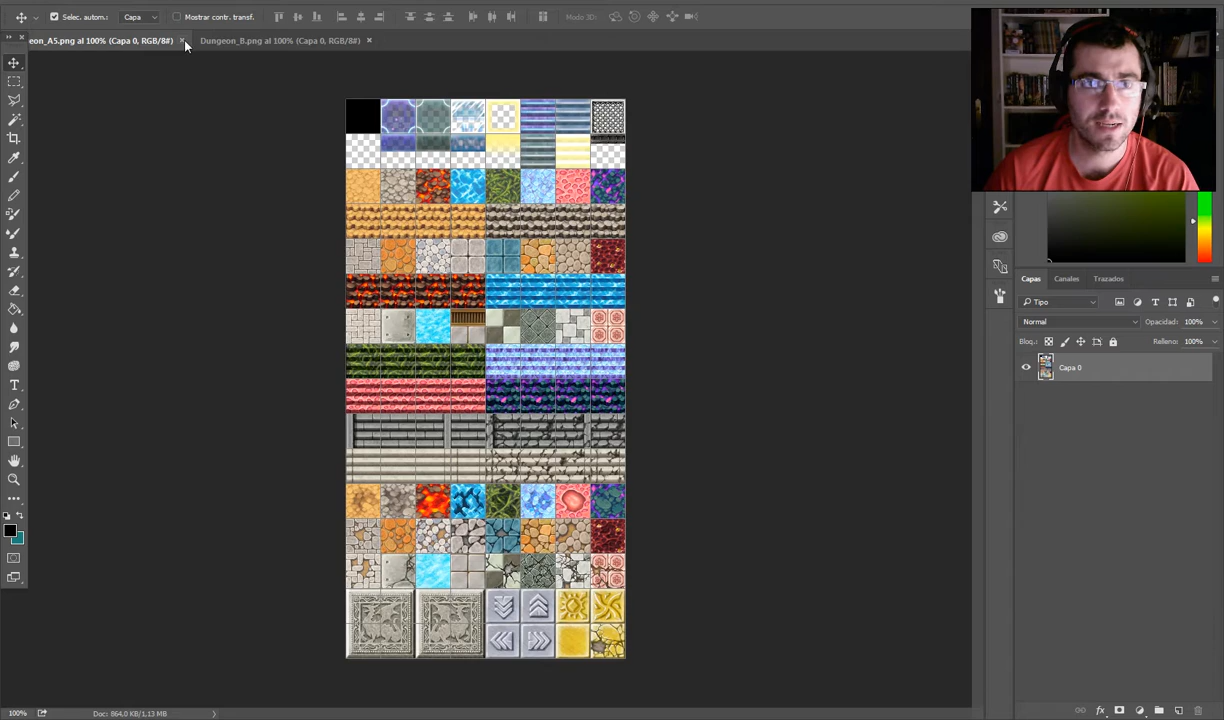 Selec. autom.: Capa Mostrar contr. transf. Modo 3D:
eon_A5.png al 100% (Capa 0, RGB/8#) × Dungeon_B.png al 100% (Capa 0, RGB/8#) ×
Capas Canales Trazados
Tipo
Normal Opacidad: 100%
Bloq.: Relleno: 100%
Capa 0
100% Doc: 864.0 KB/1.13 MB